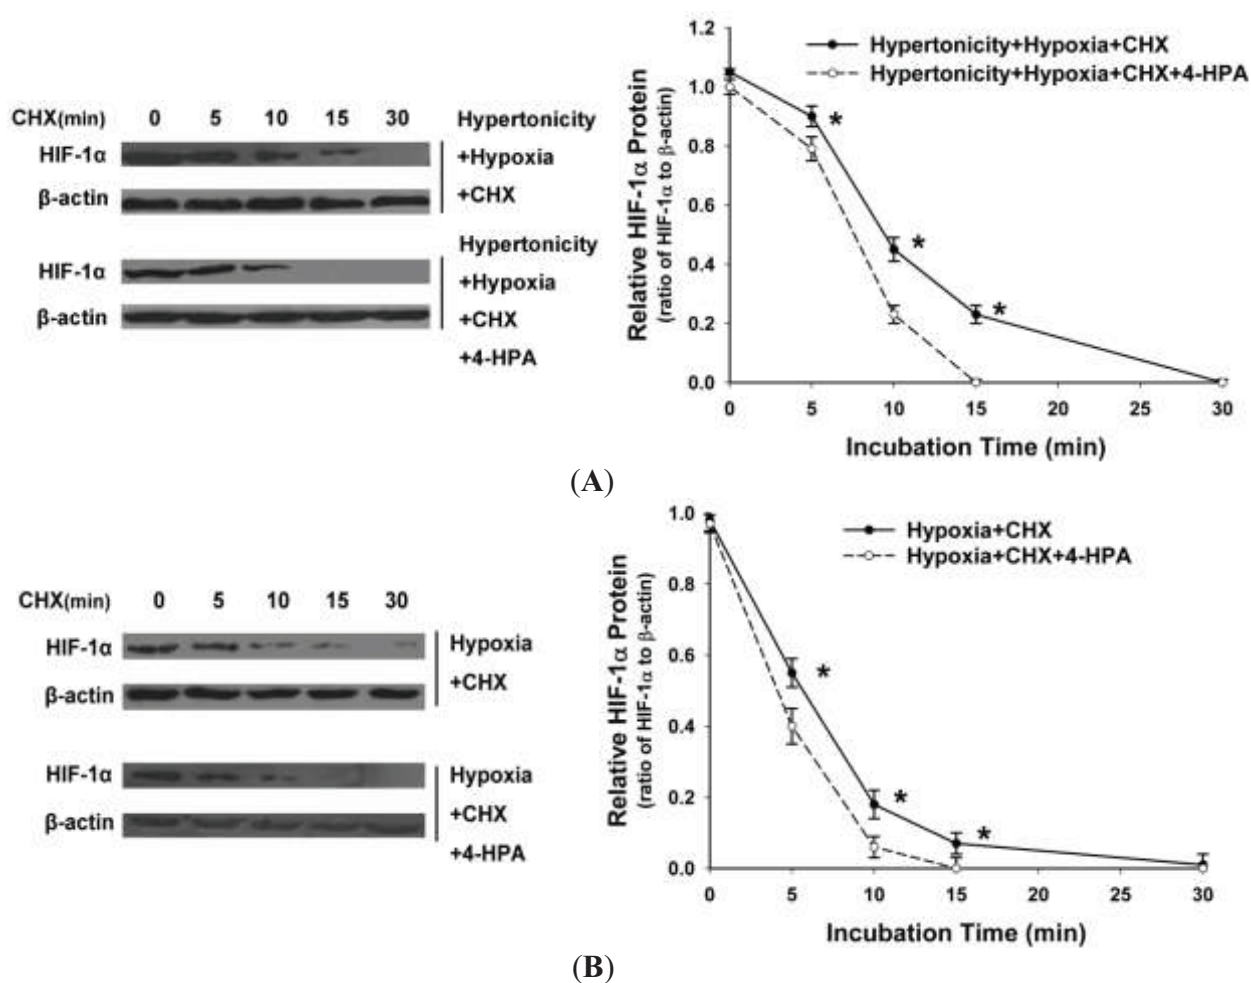 CHX(min) 0 5 10 15 30
HIF-1α
β-actin
Hypertonicity
+Hypoxia
+CHX
HIF-1α
β-actin
Hypertonicity
+Hypoxia
+CHX
+4-HPA
Hypertonicity+Hypoxia+CHX
Hypertonicity+Hypoxia+CHX+4-HPA
Relative HIF-1α Protein
(ratio of HIF-1α to β-actin)
1.2
1.0
0.8
0.6
0.4
0.2
0.0
* * *
0 5 10 15 20 25 30
Incubation Time (min)
(A)
CHX(min) 0 5 10 15 30
HIF-1α
β-actin
Hypoxia
+CHX
HIF-1α
β-actin
Hypoxia
+CHX
+4-HPA
Hypoxia+CHX
Hypoxia+CHX+4-HPA
Relative HIF-1α Protein
(ratio of HIF-1α to β-actin)
1.0
0.8
0.6
0.4
0.2
0.0
* * *
0 5 10 15 20 25 30
Incubation Time (min)
(B)